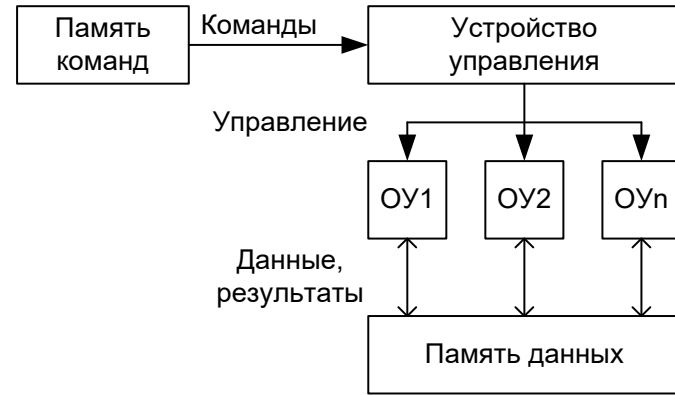 Память
команд
Команды
Устройство
управления
Управление
ОУ1
ОУ2
ОУn
Данные,
результаты
Память данных